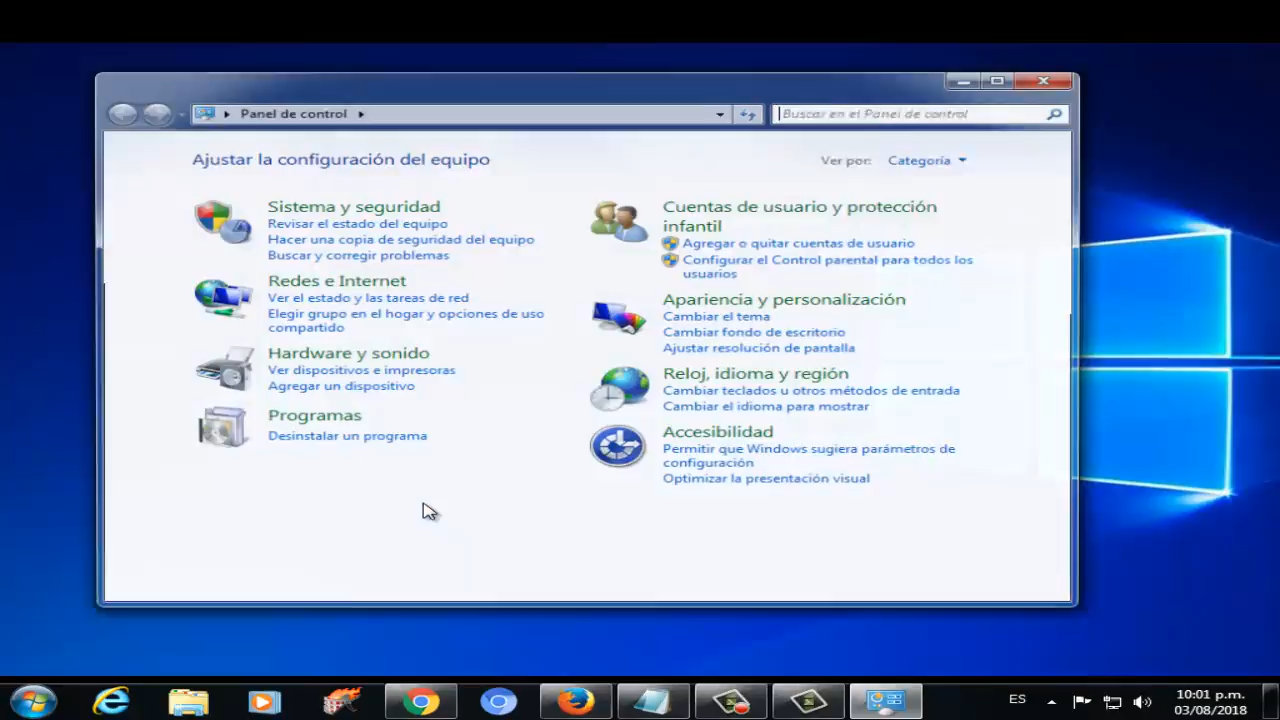 Panel de control
Buscar en el Panel de control
Ajustar la configuración del equipo
Ver por: Categoría
Sistema y seguridad
Revisar el estado del equipo
Hacer una copia de seguridad del equipo
Buscar y corregir problemas
Redes e Internet
Ver el estado y las tareas de red
Elegir grupo en el hogar y opciones de uso
compartido
Hardware y sonido
Ver dispositivos e impresoras
Agregar un dispositivo
Programas
Desinstalar un programa
Cuentas de usuario y protección
infantil
Agregar o quitar cuentas de usuario
Configurar el Control parental para todos los
usuarios
Apariencia y personalización
Cambiar el tema
Cambiar fondo de escritorio
Ajustar resolución de pantalla
Reloj, idioma y región
Cambiar teclados u otros métodos de entrada
Cambiar el idioma para mostrar
Accesibilidad
Permitir que Windows sugiera parámetros de
configuración
Optimizar la presentación visual
ES
10:01 p.m.
03/08/2018